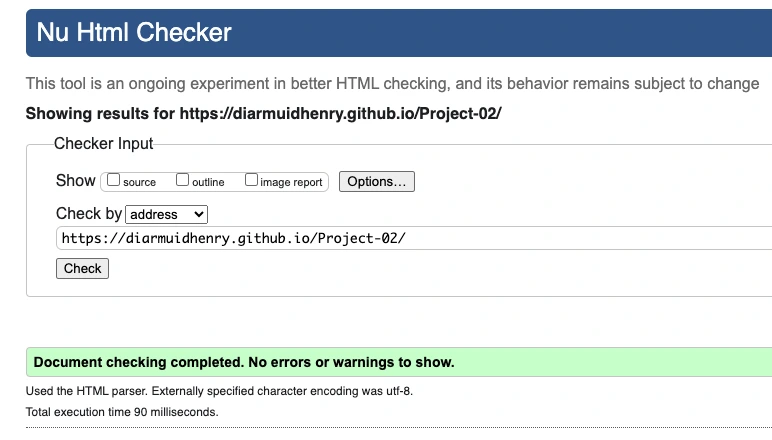 Nu Html Checker
This tool is an ongoing experiment in better HTML checking, and its behavior remains subject to change
Showing results for https://diarmuidhenry.github.io/Project-02/
Checker Input
Show source outline image report Options...
Check by address
https://diarmuidhenry.github.io/Project-02/
Check
Document checking completed. No errors or warnings to show.
Used the HTML parser. Externally specified character encoding was utf-8.
Total execution time 90 milliseconds.